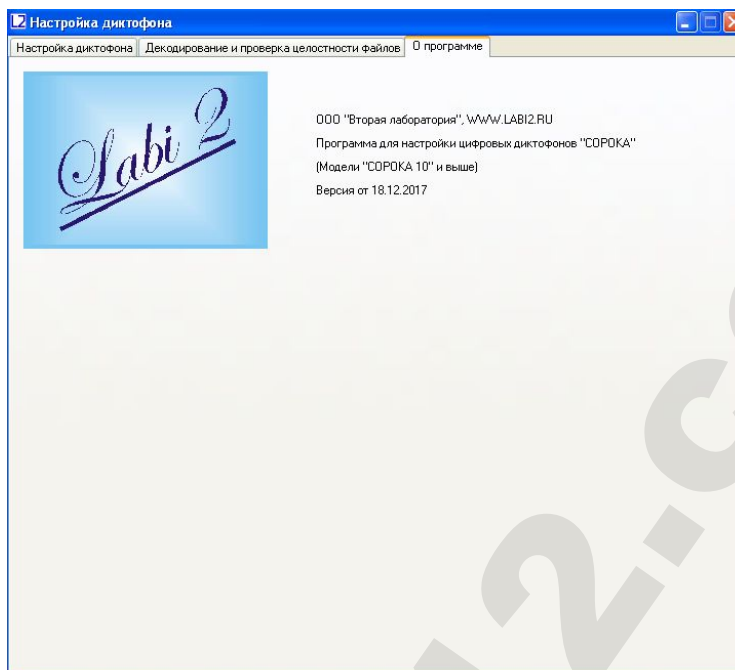 Настройка диктофона
Настройка диктофона Декодирование и проверка целостности файлов О программе
Labi 2
ООО "Вторая лаборатория", WWW.LABI2.RU
Программа для настройки цифровых диктофонов "СОРОКА"
(Модели "СОРОКА 10" и выше)
Версия от 18.12.2017